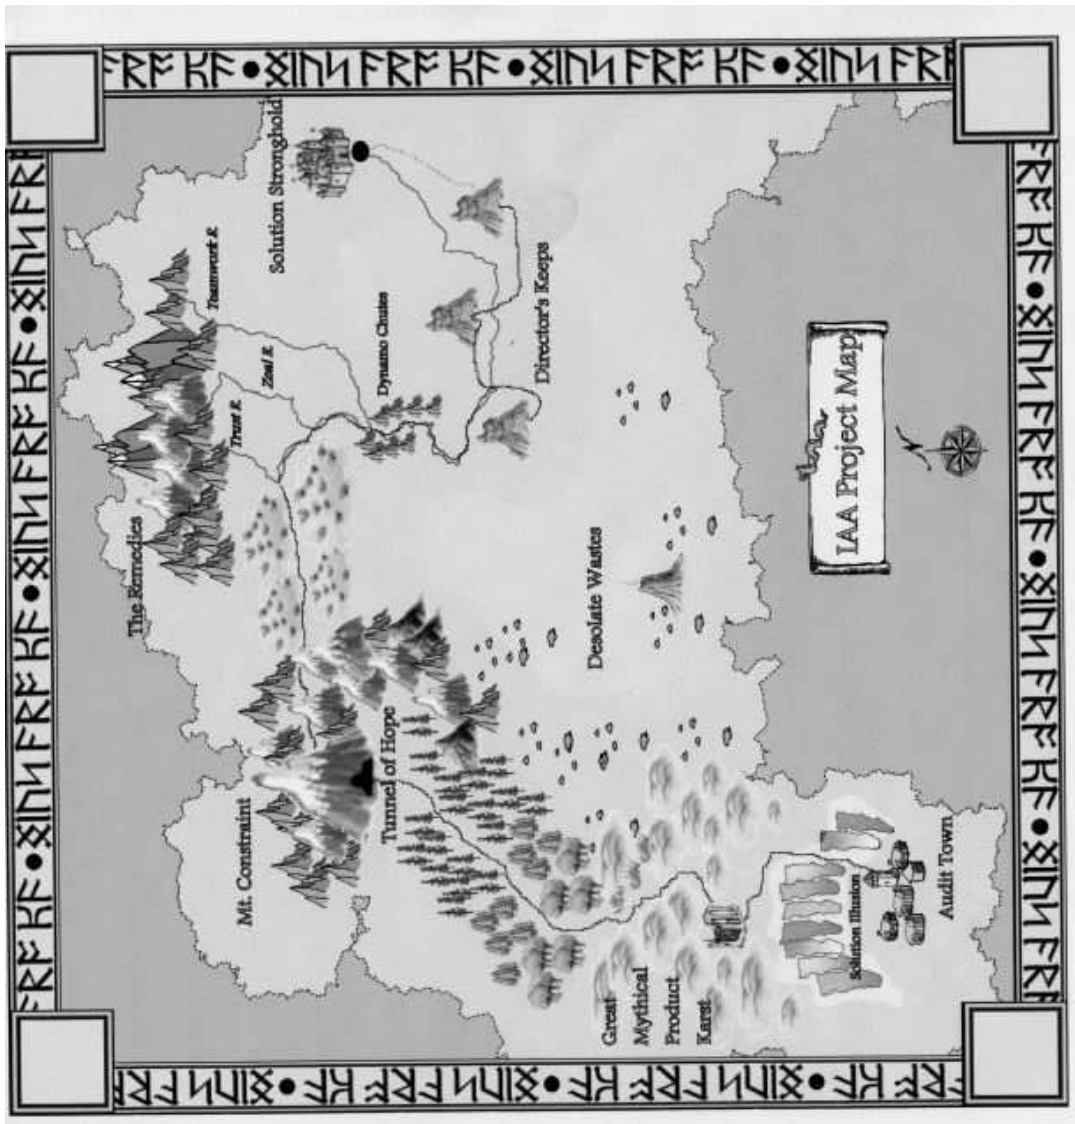 The Remedies
Teamwork R.
Trust R.
Mt. Constraint
Zeal R.
Solution Stronghold
Dynamo Chutes
Tunnel of Hope
Director's Keeps
Desolate Wastes
Great
Mythical
Product
Karst
IAA Project Map
Solution Illusion
Audit Town
N